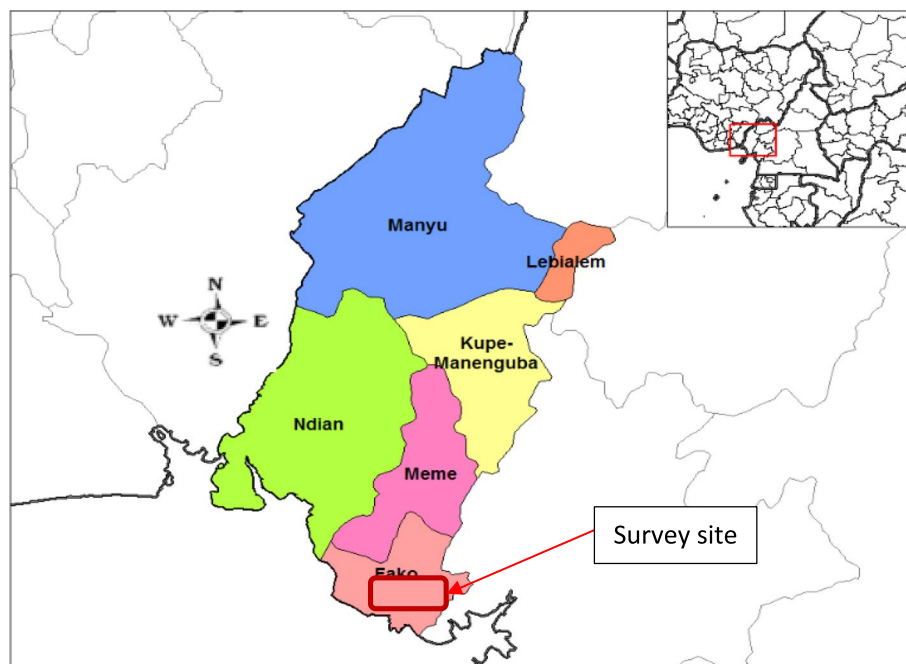 Manyu
Lebialem
N
W
E
S
Kupe-
Manenguba
Ndian
Meme
Survey site
Fako